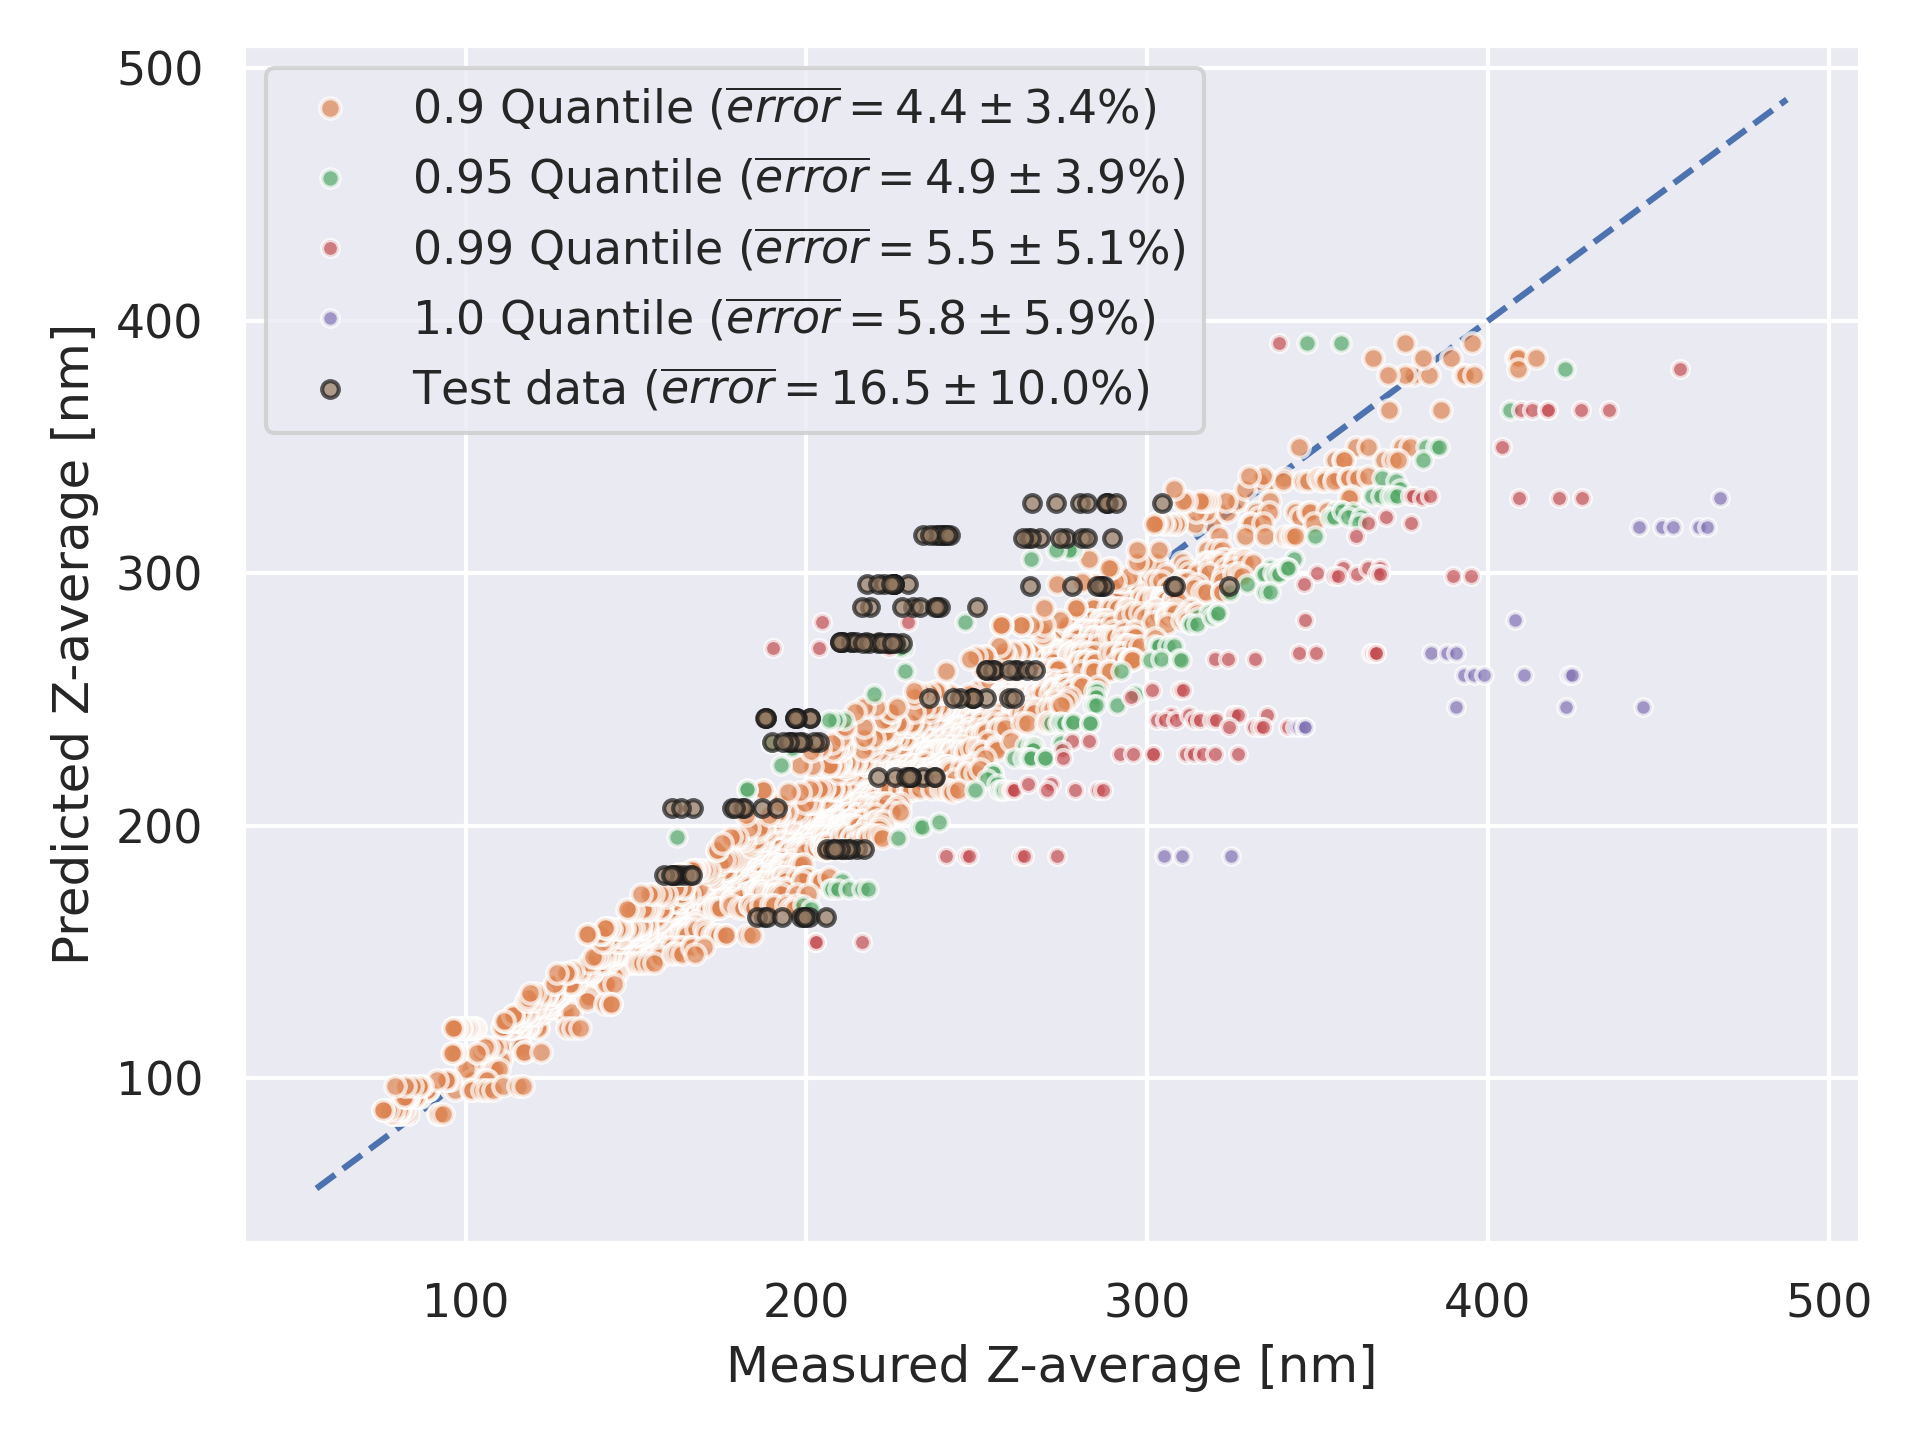 0.9 Quantile (error = 4.4 ± 3.4%)
0.95 Quantile (error = 4.9 ± 3.9%)
0.99 Quantile (error = 5.5 ± 5.1%)
1.0 Quantile (error = 5.8 ± 5.9%)
Test data (error = 16.5 ± 10.0%)
Predicted Z-average [nm]
500
400
300
200
100
100 200 300 400 500
Measured Z-average [nm]